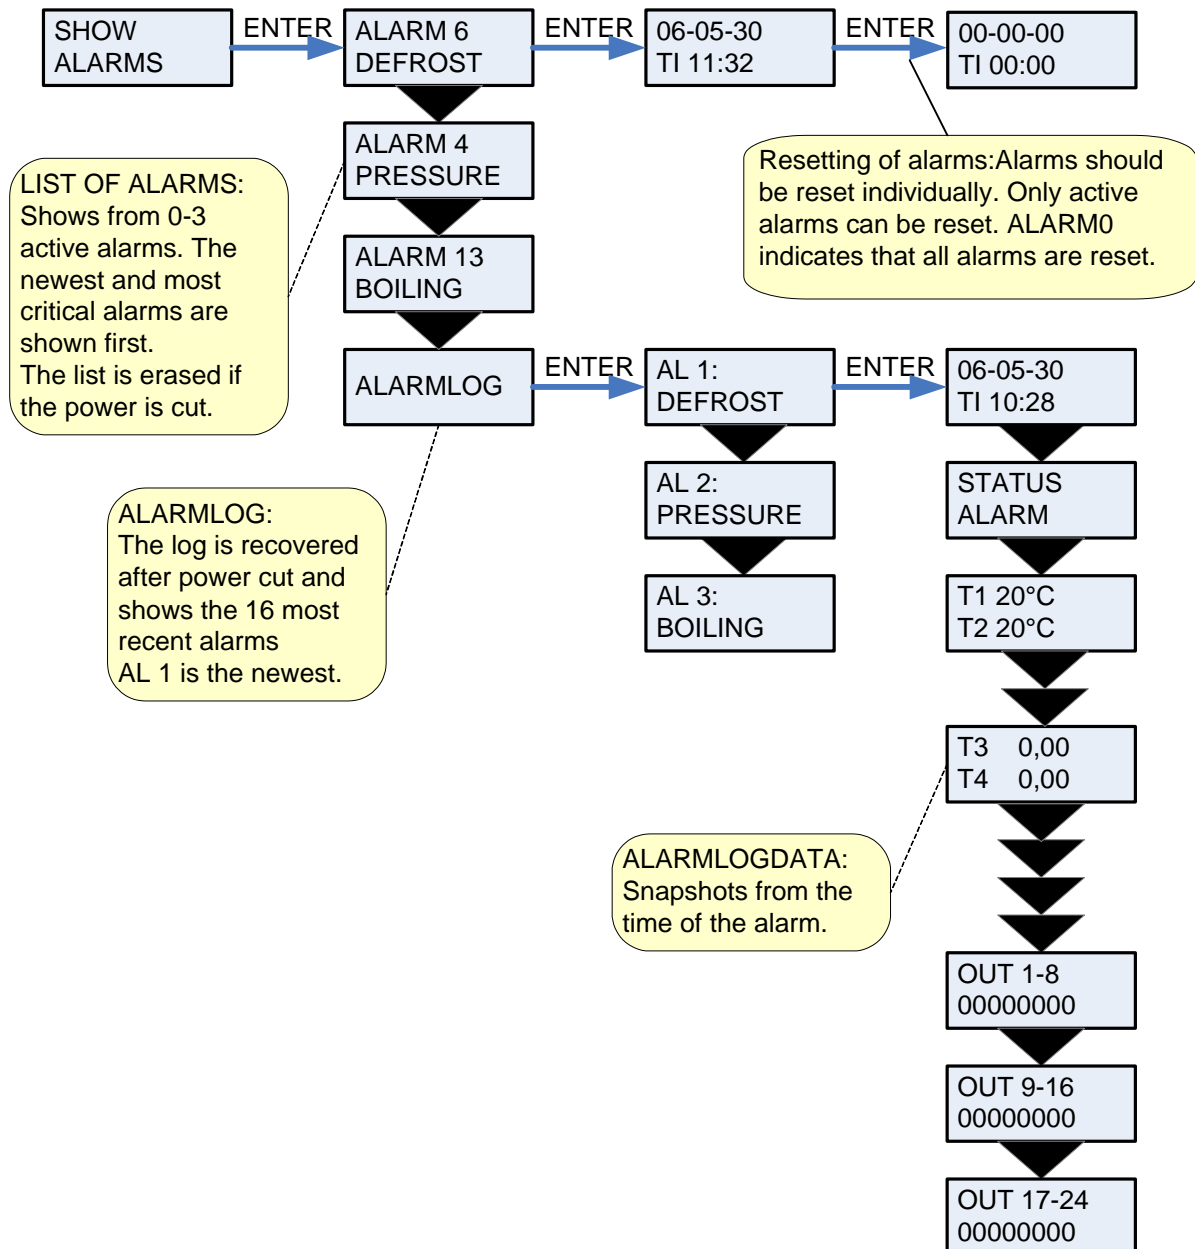 SHOW
ALARMS
ENTER
ALARM 6
DEFROST
ENTER
06-05-30
TI 11:32
ENTER
00-00-00
TI 00:00
ALARM 4
PRESSURE
Resetting of alarms:Alarms should
be reset individually. Only active
alarms can be reset. ALARM0
indicates that all alarms are reset.
LIST OF ALARMS:
Shows from 0-3
active alarms. The
newest and most
critical alarms are
shown first.
The list is erased if
the power is cut.
ALARM 13
BOILING
ALARMLOG
ENTER
AL 1:
DEFROST
ENTER
06-05-30
TI 10:28
ALARMLOG:
The log is recovered
after power cut and
shows the 16 most
recent alarms
AL 1 is the newest.
AL 2:
PRESSURE
STATUS
ALARM
AL 3:
BOILING
T1 20°C
T2 20°C
T3 0,00
T4 0,00
ALARMLOGDATA:
Snapshots from the
time of the alarm.
OUT 1-8
00000000
OUT 9-16
00000000
OUT 17-24
00000000